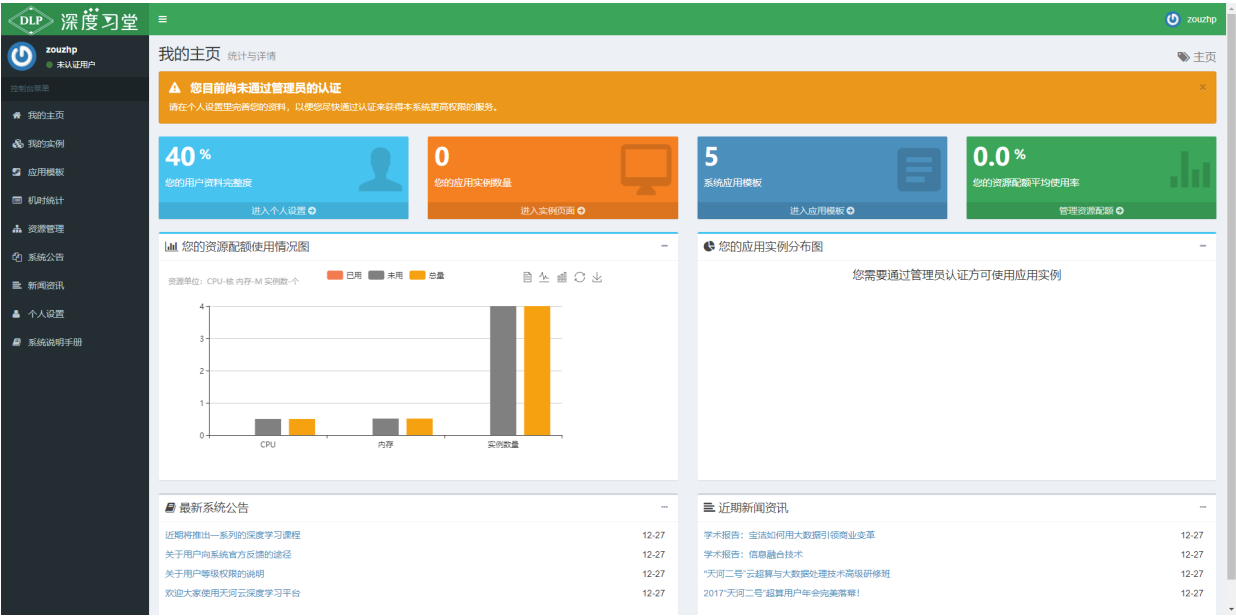 DLP 深度习堂
zouzhp
zouzhp
未认证用户
控制台菜单
我的主页
我的实例
应用模板
机时统计
资源管理
系统公告
新闻资讯
个人设置
系统说明手册
我的主页 统计与详情
主页
您目前尚未通过管理员的认证
×
请在个人设置里完善您的资料，以便您尽快通过认证来获得本系统更高权限的服务。
40 %
您的用户资料完整度
进入个人设置
0
您的应用实例数量
进入实例页面
5
系统应用模板
进入应用模板
0.0 %
您的资源配额平均使用率
管理资源配额
您的资源配额使用情况图
资源单位：CPU-核 内存-M 实例数-个
已用 未用 总量
4
3
2
1
0
CPU 内存 实例数量
您的应用实例分布图
您需要通过管理员认证方可使用应用实例
最新系统公告
近期将推出一系列的深度学习课程 12-27
关于用户向系统官方反馈的途径 12-27
关于用户等级权限的说明 12-27
欢迎大家使用天河云深度学习平台 12-27
近期新闻资讯
学术报告：宝洁如何用大数据引领商业变革 12-27
学术报告：信息融合技术 12-27
“天河二号”云超算与大数据处理技术高级研修班 12-27
2017“天河二号”超算用户年会完美落幕！ 12-27